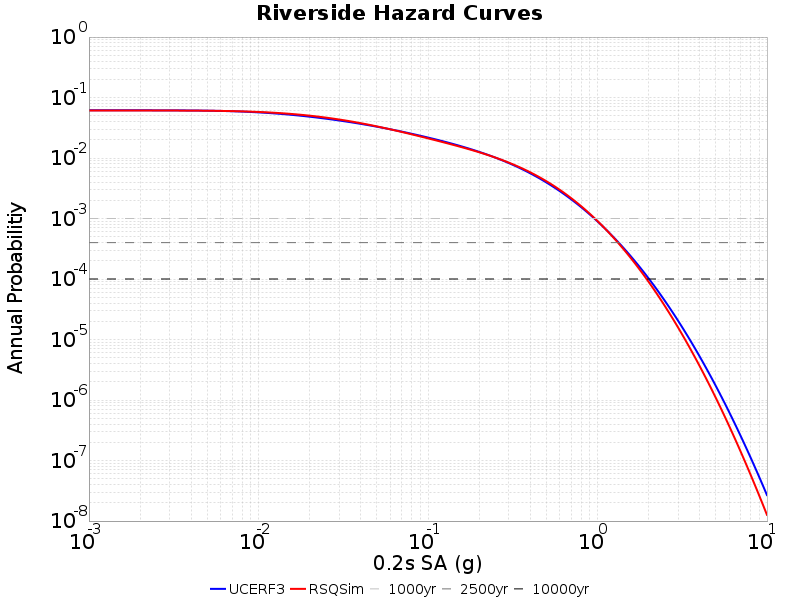 Riverside Hazard Curves
10^0
10^-1
10^-2
10^-3
10^-4
10^-5
10^-6
10^-7
10^-8
Annual Probabilitiy
10^-3 10^-2 10^-1 10^0 10^1
0.2s SA (g)
UCERF3 RSQSim 1000yr 2500yr 10000yr